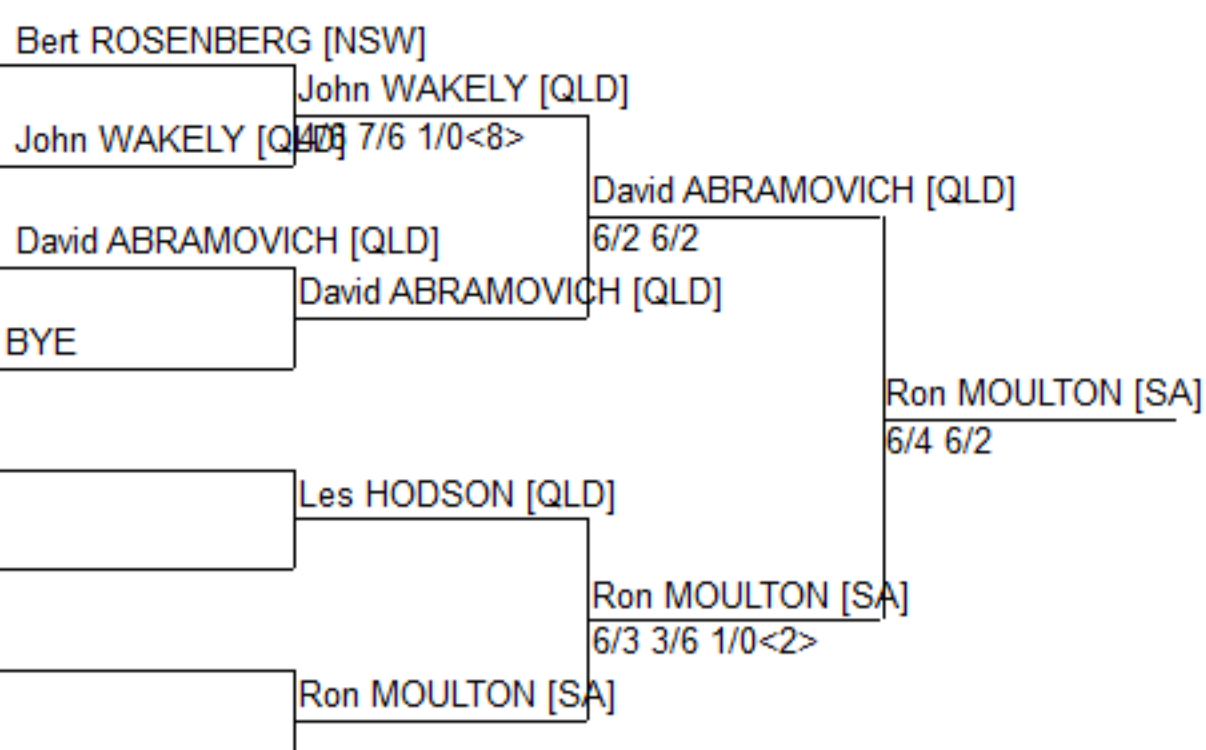 Bert ROSENBERG [NSW]
John WAKELY [QLD]
John WAKELY [QLD]
4/6 7/6 1/0<8>
David ABRAMOVICH [QLD]
6/2 6/2
David ABRAMOVICH [QLD]
David ABRAMOVICH [QLD]
BYE
Ron MOULTON [SA]
6/4 6/2
Les HODSON [QLD]
Ron MOULTON [SA]
6/3 3/6 1/0<2>
Ron MOULTON [SA]